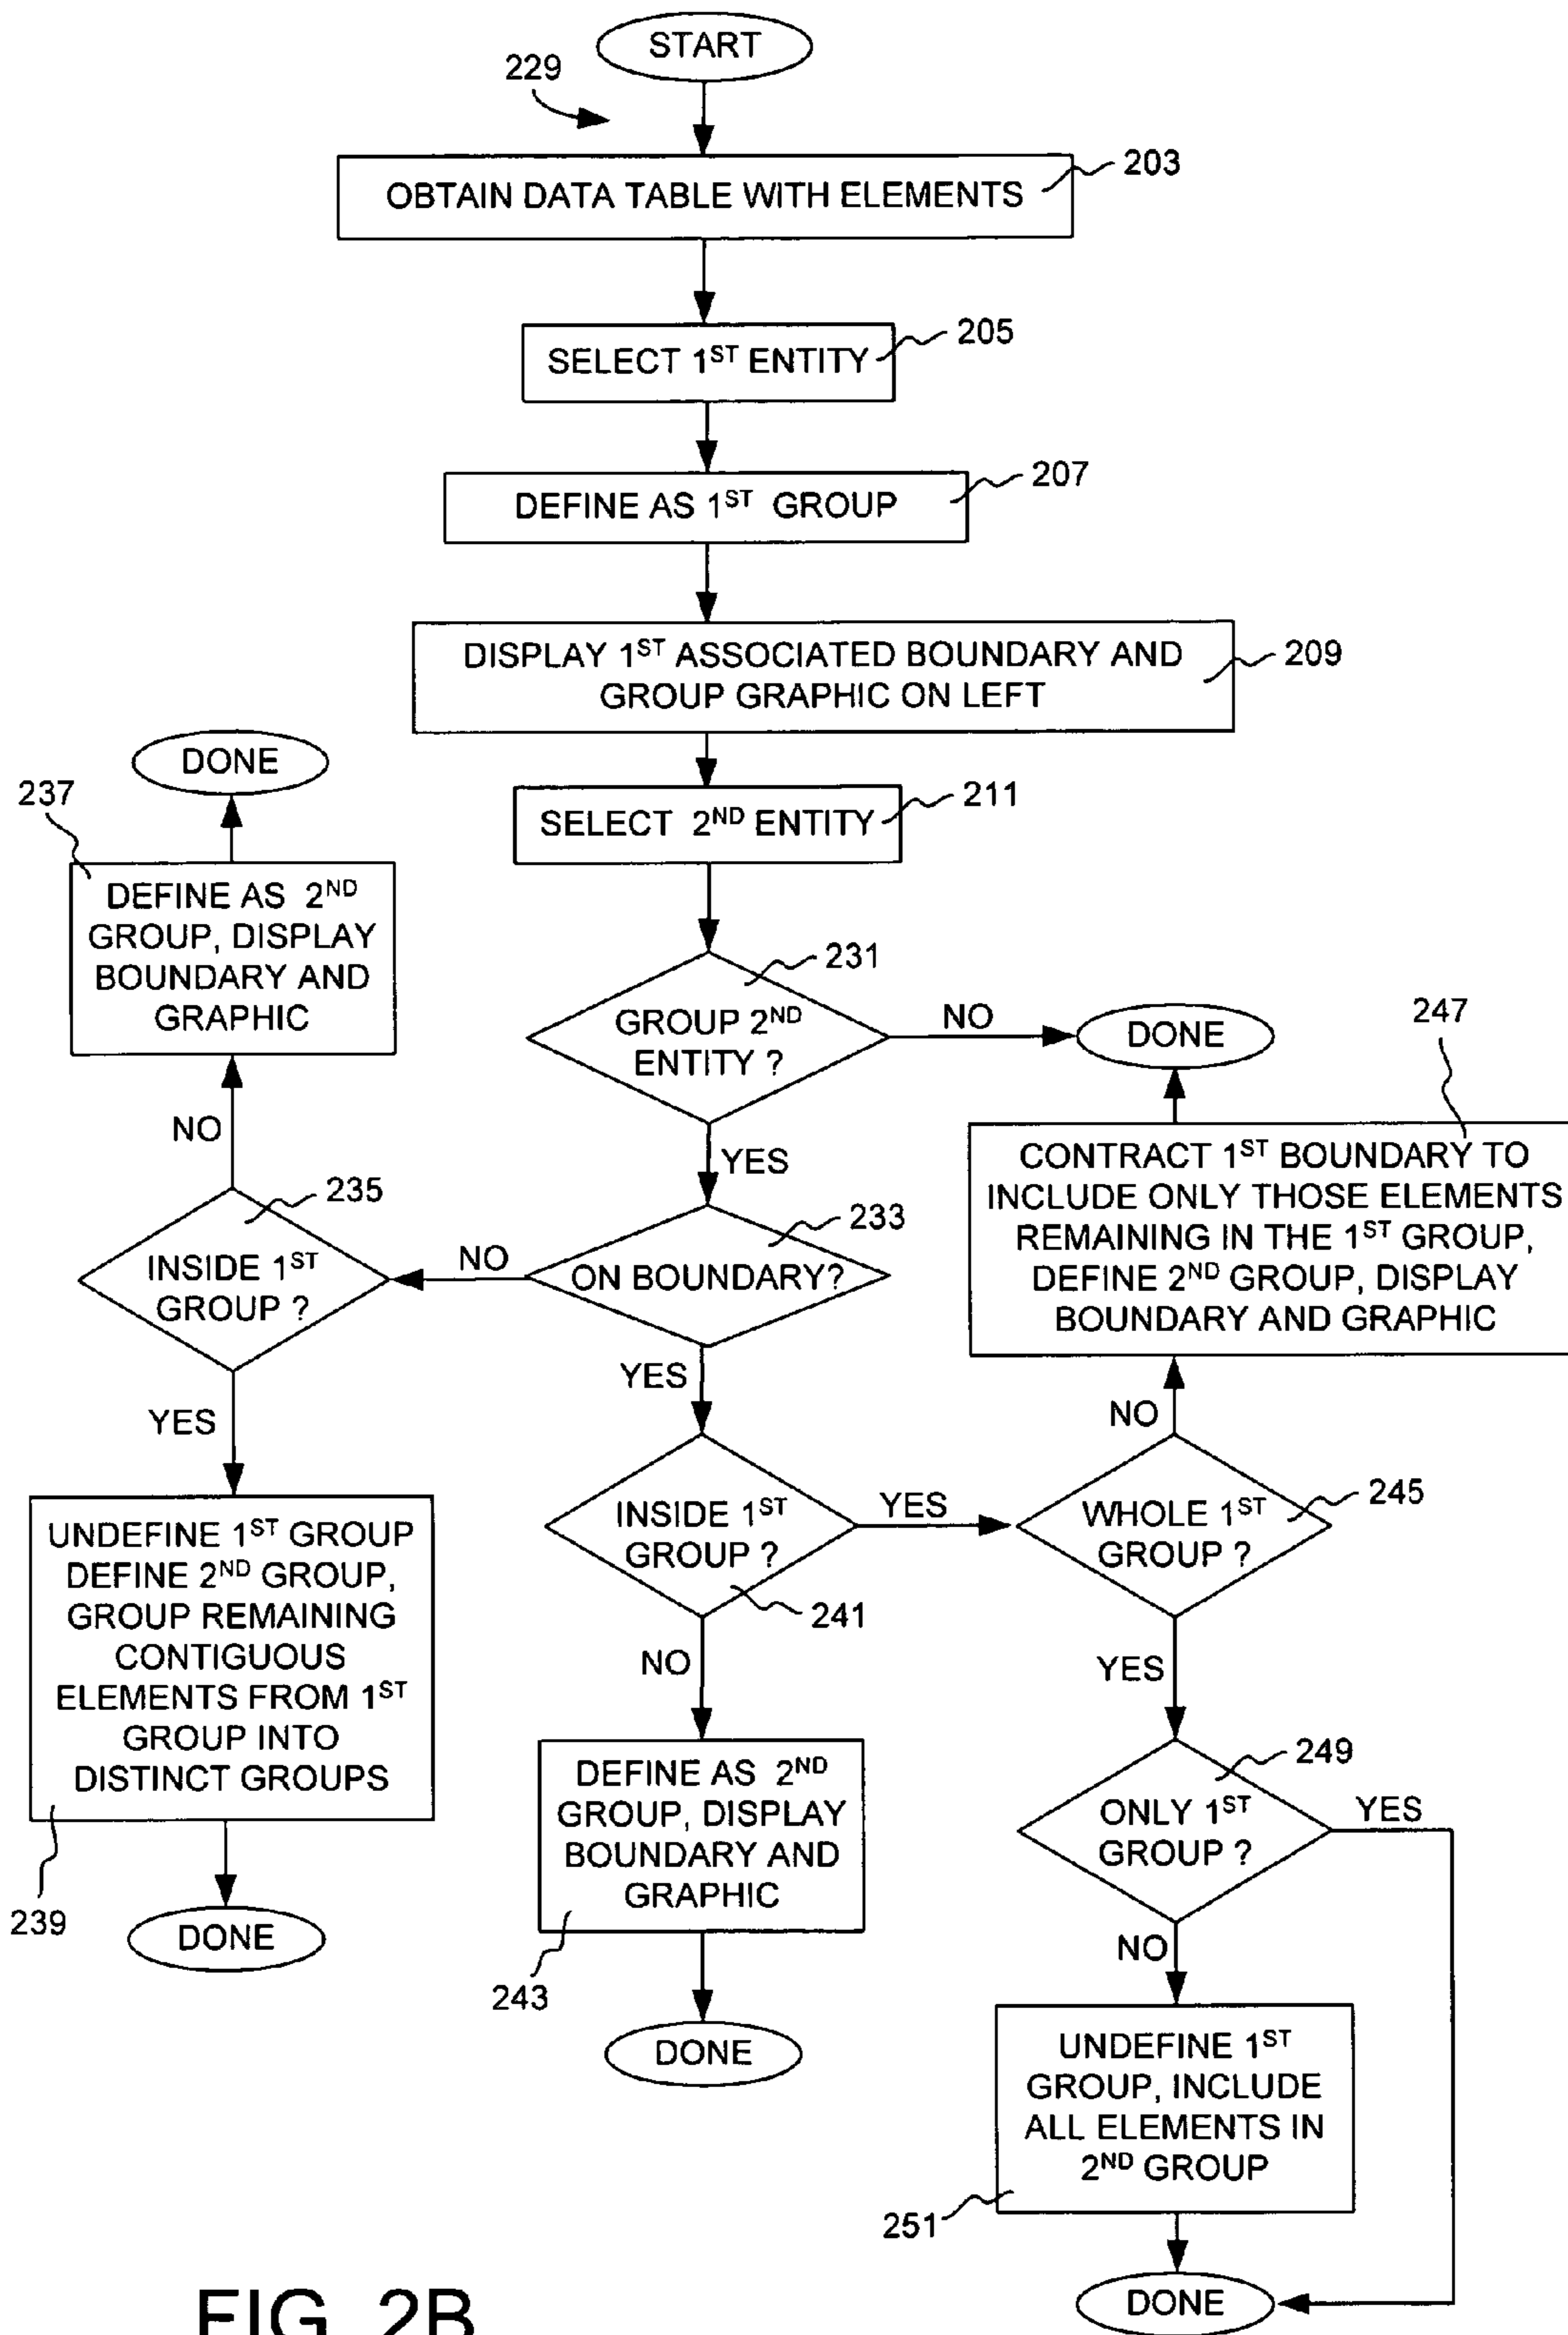 START
229
OBTAIN DATA TABLE WITH ELEMENTS
203
SELECT 1ST ENTITY
205
DEFINE AS 1ST GROUP
207
DISPLAY 1ST ASSOCIATED BOUNDARY AND
GROUP GRAPHIC ON LEFT
209
DONE
237
SELECT 2ND ENTITY
211
DEFINE AS 2ND
GROUP, DISPLAY
BOUNDARY AND
GRAPHIC
231
GROUP 2ND
ENTITY ?
NO
DONE
247
NO
YES
CONTRACT 1ST BOUNDARY TO
INCLUDE ONLY THOSE ELEMENTS
REMAINING IN THE 1ST GROUP,
DEFINE 2ND GROUP, DISPLAY
BOUNDARY AND GRAPHIC
235
INSIDE 1ST
GROUP ?
NO
233
ON BOUNDARY?
YES
YES
NO
UNDEFINE 1ST GROUP
DEFINE 2ND GROUP,
GROUP REMAINING
CONTIGUOUS
ELEMENTS FROM 1ST
GROUP INTO
DISTINCT GROUPS
239
DONE
INSIDE 1ST
GROUP ?
241
YES
WHOLE 1ST
GROUP ?
245
NO
YES
DEFINE AS 2ND
GROUP, DISPLAY
BOUNDARY AND
GRAPHIC
243
DONE
249
ONLY 1ST
GROUP ?
YES
NO
UNDEFINE 1ST
GROUP, INCLUDE
ALL ELEMENTS IN
2ND GROUP
251
DONE
FIG. 2B